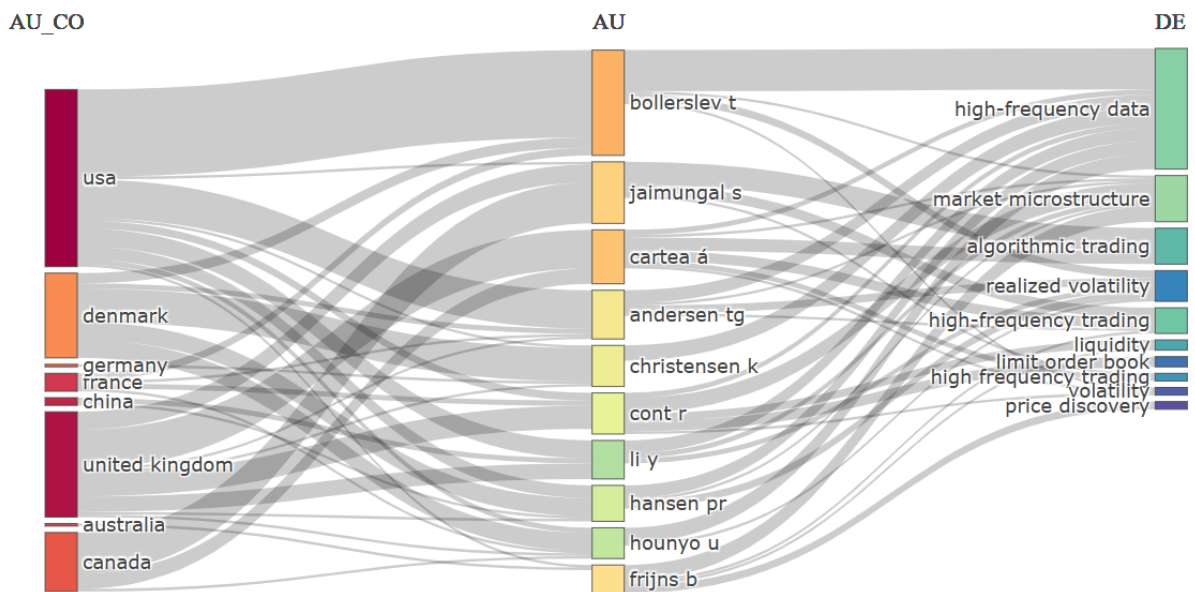 AU_CO AU DE
usa
denmark
germany
france
china
united kingdom
australia
canada
bollerslev t
jaimungal s
cartea á
andersen tg
christensen k
cont r
li y
hansen pr
hounyo u
frijns b
high-frequency data
market microstructure
algorithmic trading
realized volatility
high-frequency trading
liquidity
limit order book
high frequency trading
volatility
price discovery